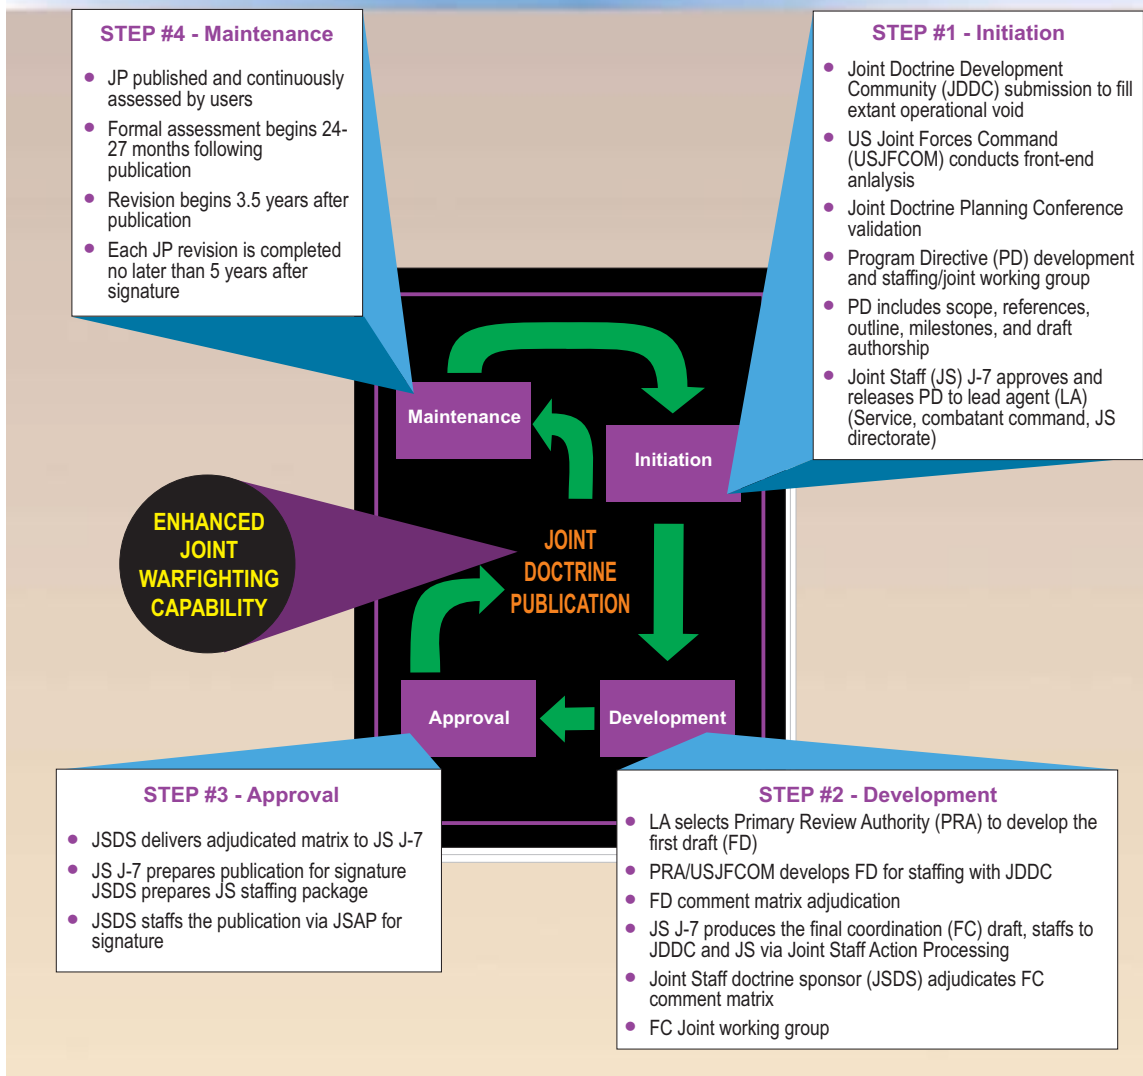 STEP #4 - Maintenance
• JP published and continuously
assessed by users
• Formal assessment begins 24-
27 months following
publication
• Revision begins 3.5 years after
publication
• Each JP revision is completed
no later than 5 years after
signature
STEP #1 - Initiation
• Joint Doctrine Development
Community (JDDC) submission to fill
extant operational void
• US Joint Forces Command
(USJFCOM) conducts front-end
anlalysis
• Joint Doctrine Planning Conference
validation
• Program Directive (PD) development
and staffing/joint working group
• PD includes scope, references,
outline, milestones, and draft
authorship
• Joint Staff (JS) J-7 approves and
releases PD to lead agent (LA)
(Service, combatant command, JS
directorate)
Maintenance
Initiation
ENHANCED
JOINT
WARFIGHTING
CAPABILITY
JOINT
DOCTRINE
PUBLICATION
Approval
Development
STEP #3 - Approval
• JSDS delivers adjudicated matrix to JS J-7
• JS J-7 prepares publication for signature
JSDS prepares JS staffing package
• JSDS staffs the publication via JSAP for
signature
STEP #2 - Development
• LA selects Primary Review Authority (PRA) to develop the
first draft (FD)
• PRA/USJFCOM develops FD for staffing with JDDC
• FD comment matrix adjudication
• JS J-7 produces the final coordination (FC) draft, staffs to
JDDC and JS via Joint Staff Action Processing
• Joint Staff doctrine sponsor (JSDS) adjudicates FC
comment matrix
• FC Joint working group